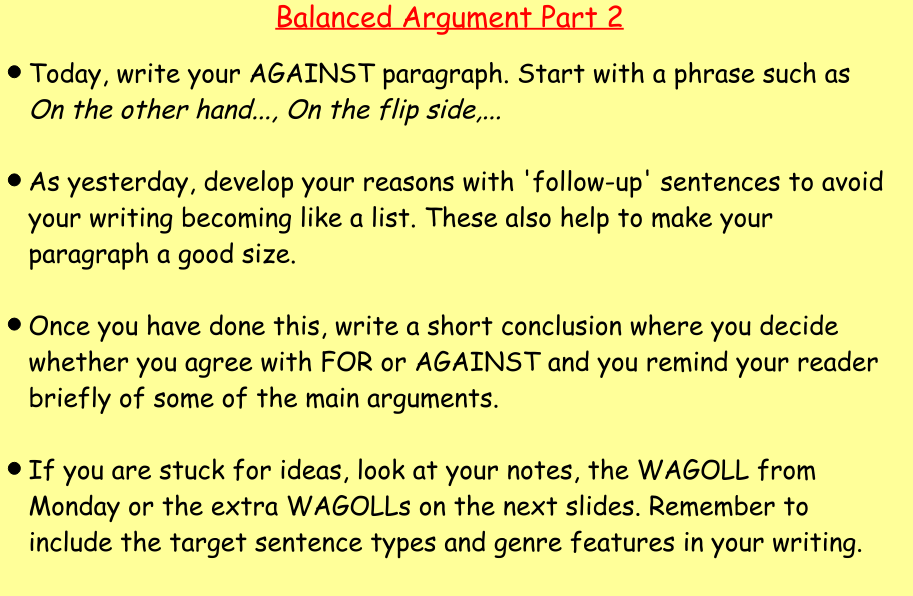 Balanced Argument Part 2
• Today, write your AGAINST paragraph. Start with a phrase such as
On the other hand..., On the flip side,...
• As yesterday, develop your reasons with 'follow-up' sentences to avoid
your writing becoming like a list. These also help to make your
paragraph a good size.
• Once you have done this, write a short conclusion where you decide
whether you agree with FOR or AGAINST and you remind your reader
briefly of some of the main arguments.
• If you are stuck for ideas, look at your notes, the WAGOLL from
Monday or the extra WAGOLLs on the next slides. Remember to
include the target sentence types and genre features in your writing.